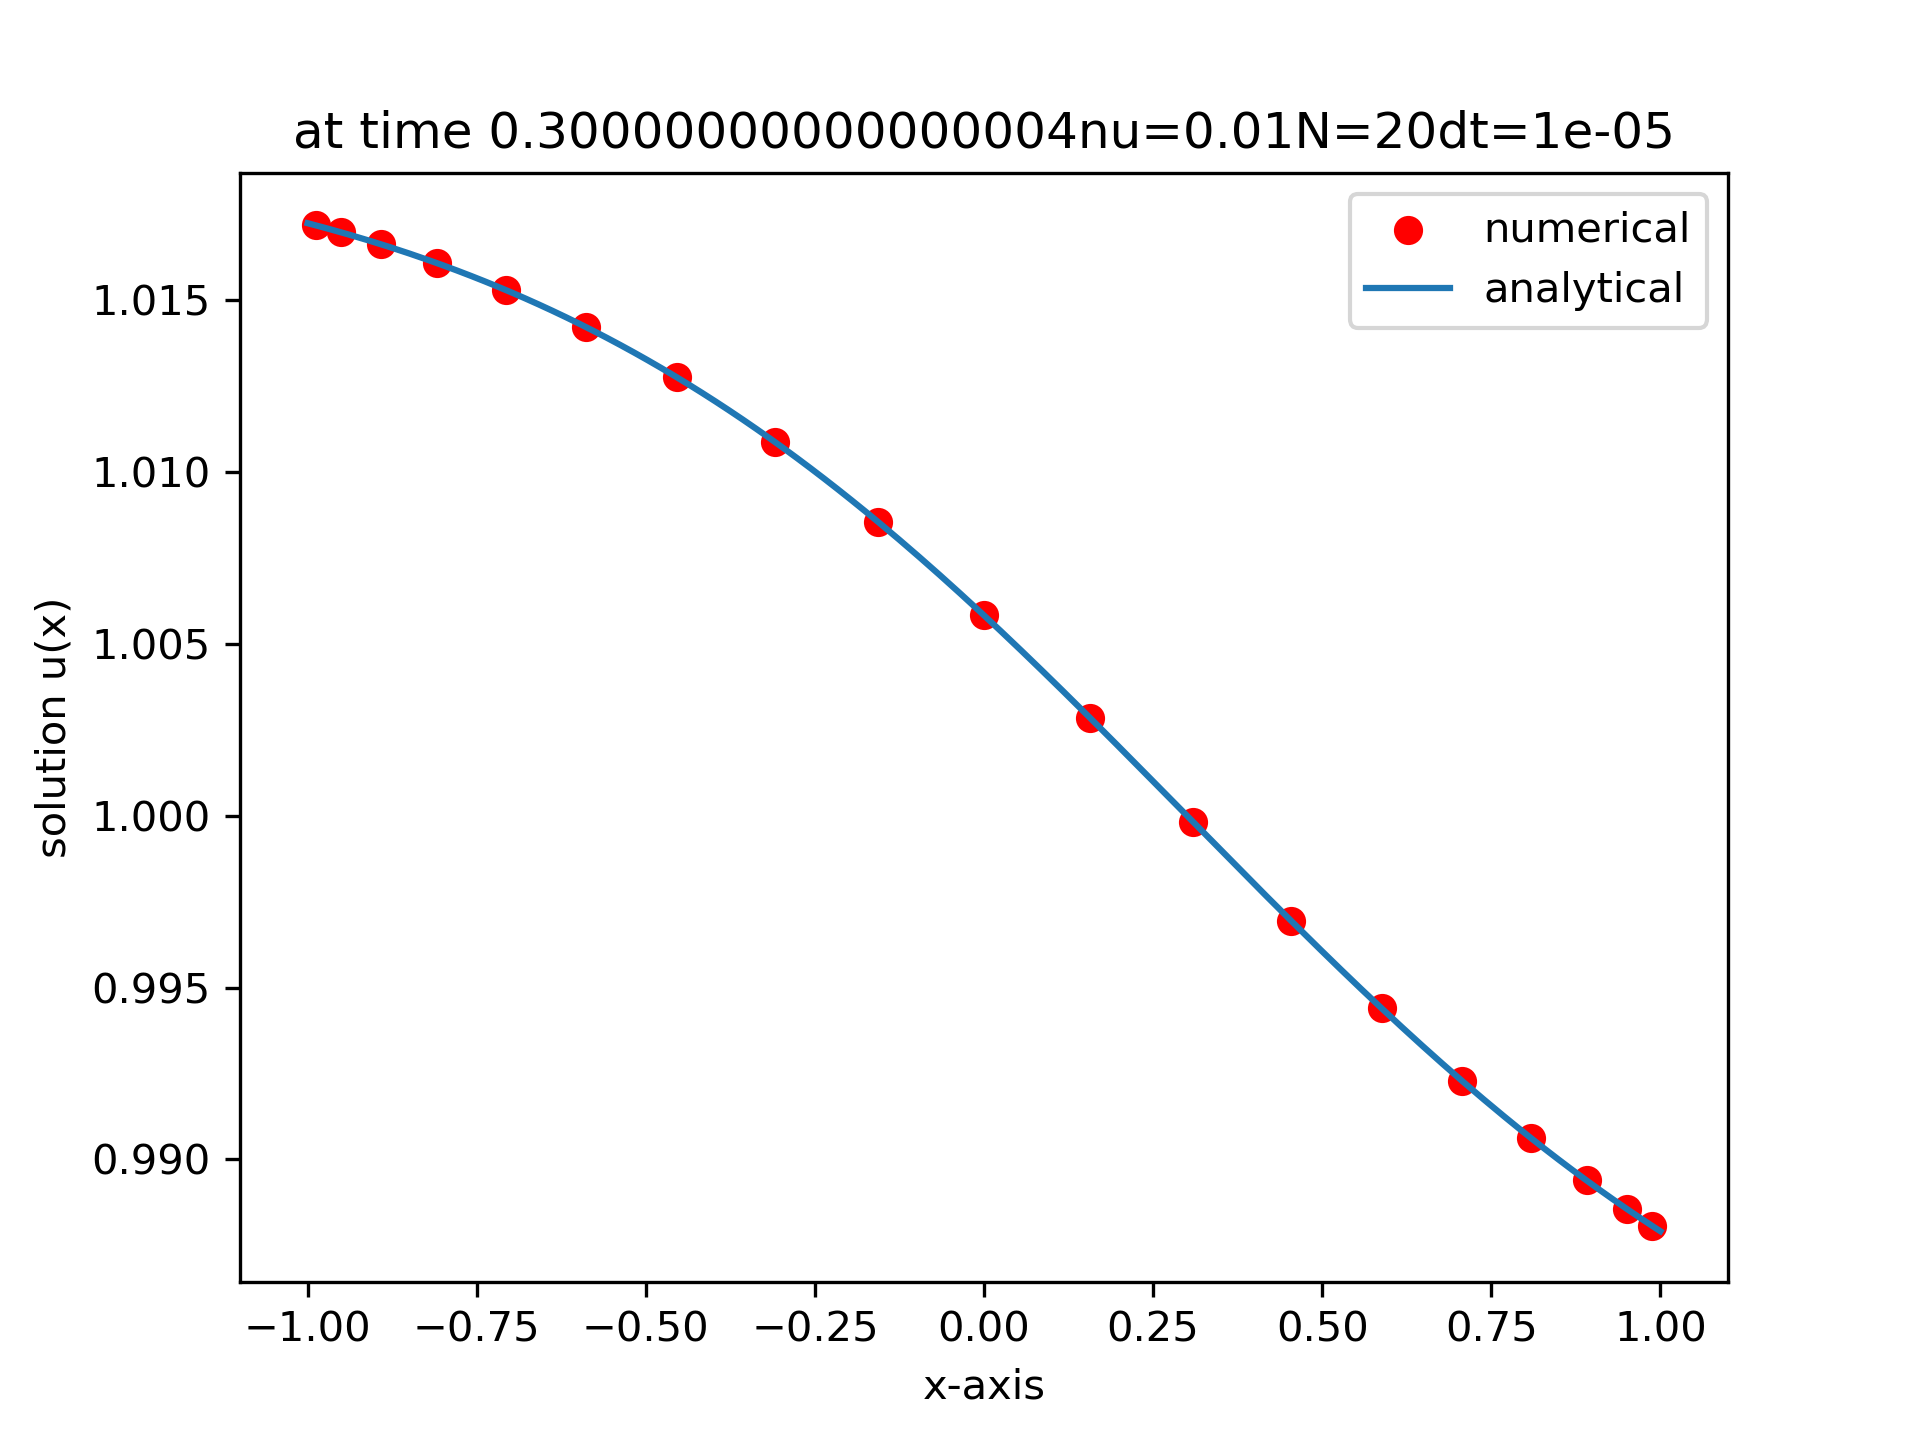 at time 0.30000000000000004nu=0.01N=20dt=1e-05
numerical
analytical
solution u(x)
1.015
1.010
1.005
1.000
0.995
0.990
−1.00 −0.75 −0.50 −0.25 0.00 0.25 0.50 0.75 1.00
x-axis